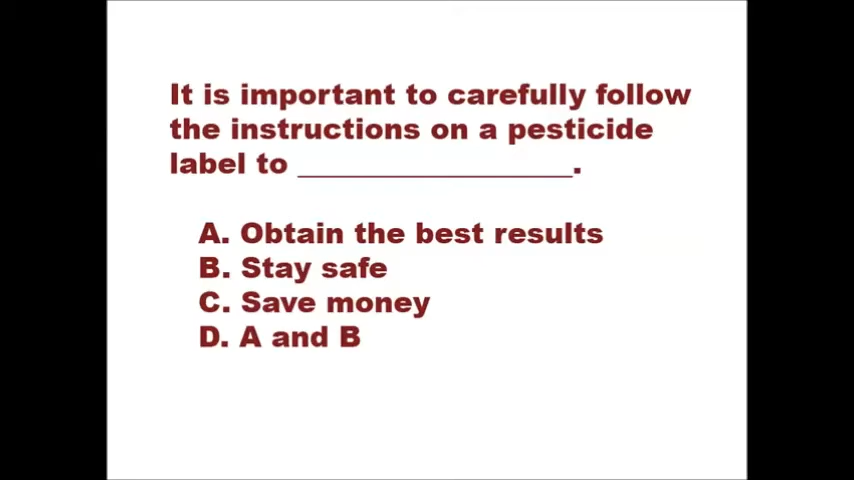 It is important to carefully follow
the instructions on a pesticide
label to __________________.
A. Obtain the best results
B. Stay safe
C. Save money
D. A and B